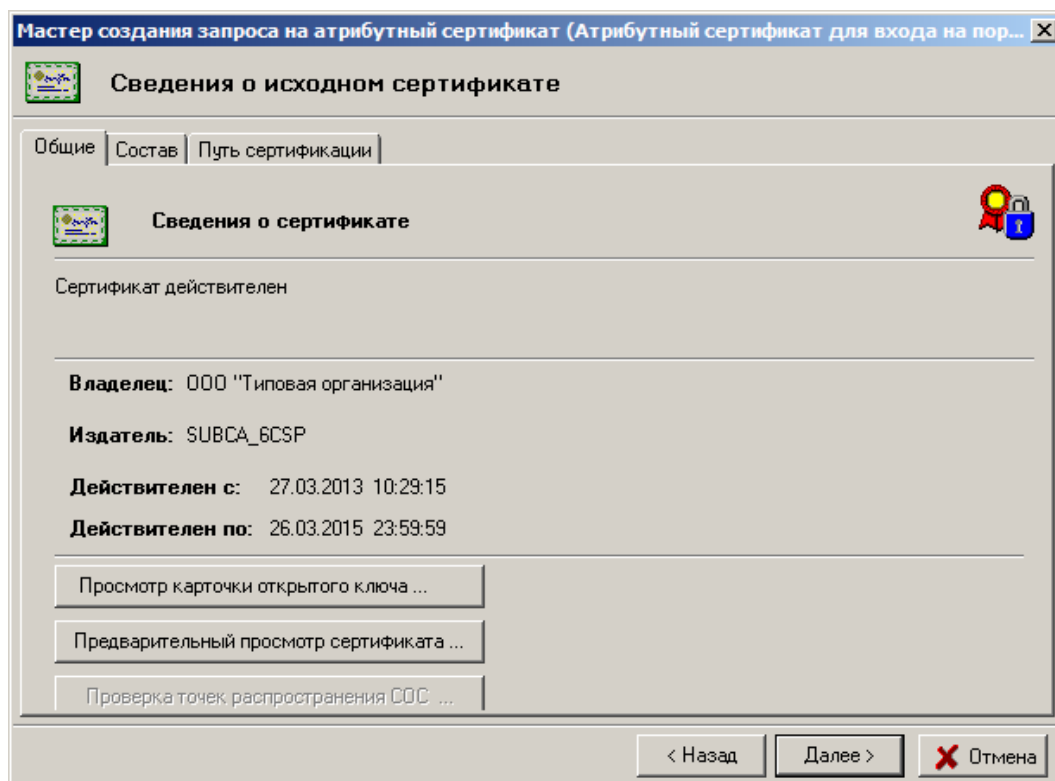 Мастер создания запроса на атрибутный сертификат (Атрибутный сертификат для входа на пор...
Сведения о исходном сертификате
Общие Состав Путь сертификации
Сведения о сертификате
Сертификат действителен
Владелец: ООО "Типовая организация"
Издатель: SUBCA_6CSP
Действителен с: 27.03.2013 10:29:15
Действителен по: 26.03.2015 23:59:59
Просмотр карточки открытого ключа ...
Предварительный просмотр сертификата ...
Проверка точек распространения СОС ...
< Назад Далее > Отмена